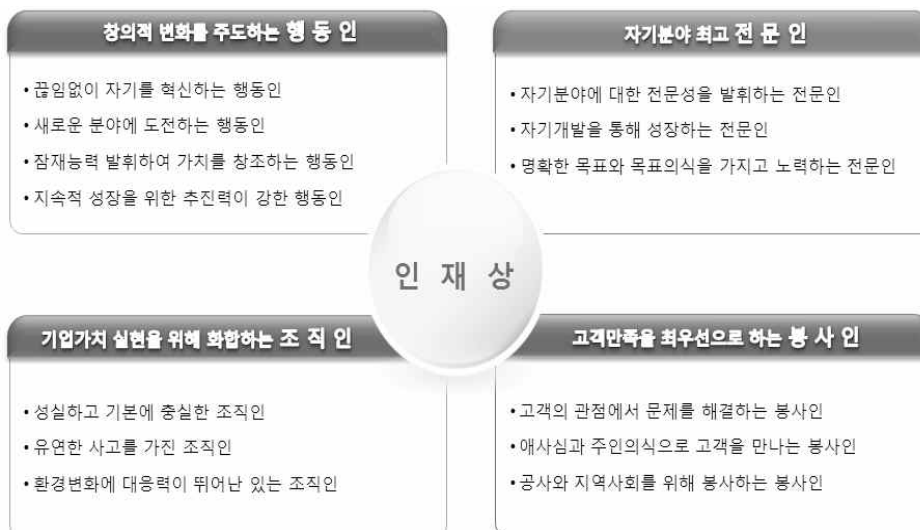 창의적 변화를 주도하는 행 동 인
• 끊임없이 자기를 혁신하는 행동인
• 새로운 분야에 도전하는 행동인
• 잠재능력 발휘하여 가치를 창조하는 행동인
• 지속적 성장을 위한 추진력이 강한 행동인
자기분야 최고 전 문 인
• 자기분야에 대한 전문성을 발휘하는 전문인
• 자기개발을 통해 성장하는 전문인
• 명확한 목표와 목표의식을 가지고 노력하는 전문인
인 재 상
기업가치 실현을 위해 화합하는 조 직 인
• 성실하고 기본에 충실한 조직인
• 유연한 사고를 가진 조직인
• 환경변화에 대응력이 뛰어난 있는 조직인
고객만족을 최우선으로 하는 봉 사 인
• 고객의 관점에서 문제를 해결하는 봉사인
• 애사심과 주인의식으로 고객을 만나는 봉사인
• 공사와 지역사회를 위해 봉사하는 봉사인